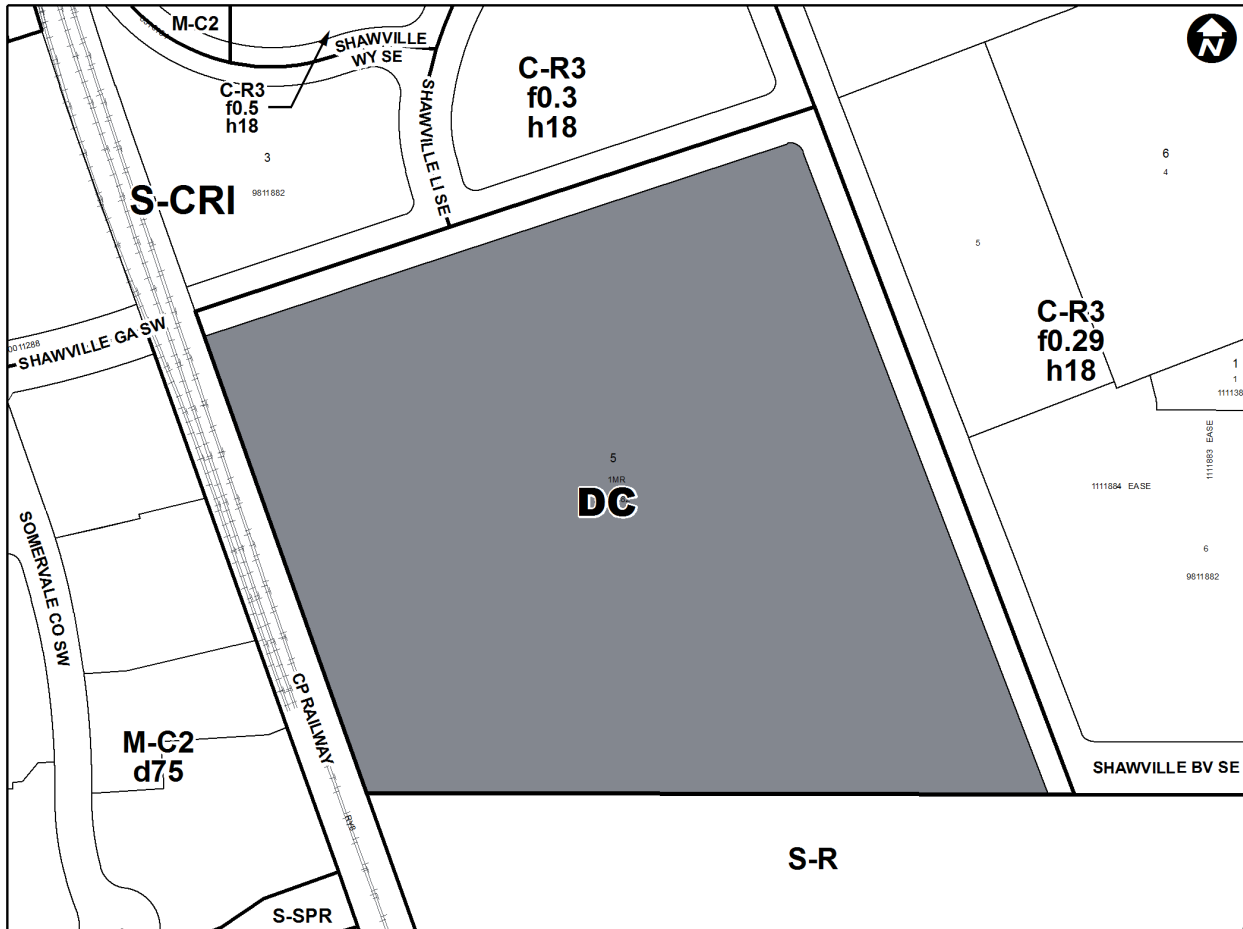 M-C2
N
SHAWVILLE
WY SE
C-R3
f0.5
h18
C-R3
f0.3
h18
SHAWVILLE LI SE
3
9811882
S-CRI
6
4
5
C-R3
f0.29
h18
0011288
SHAWVILLE GA SW
1
1
111138
1111883 EASE
5
1MR
DC
1111884 EASE
SOMERVALE CO SW
6
9811882
CP RAILWAY
M-C2
d75
SHAWVILLE BV SE
RY8
S-R
S-SPR